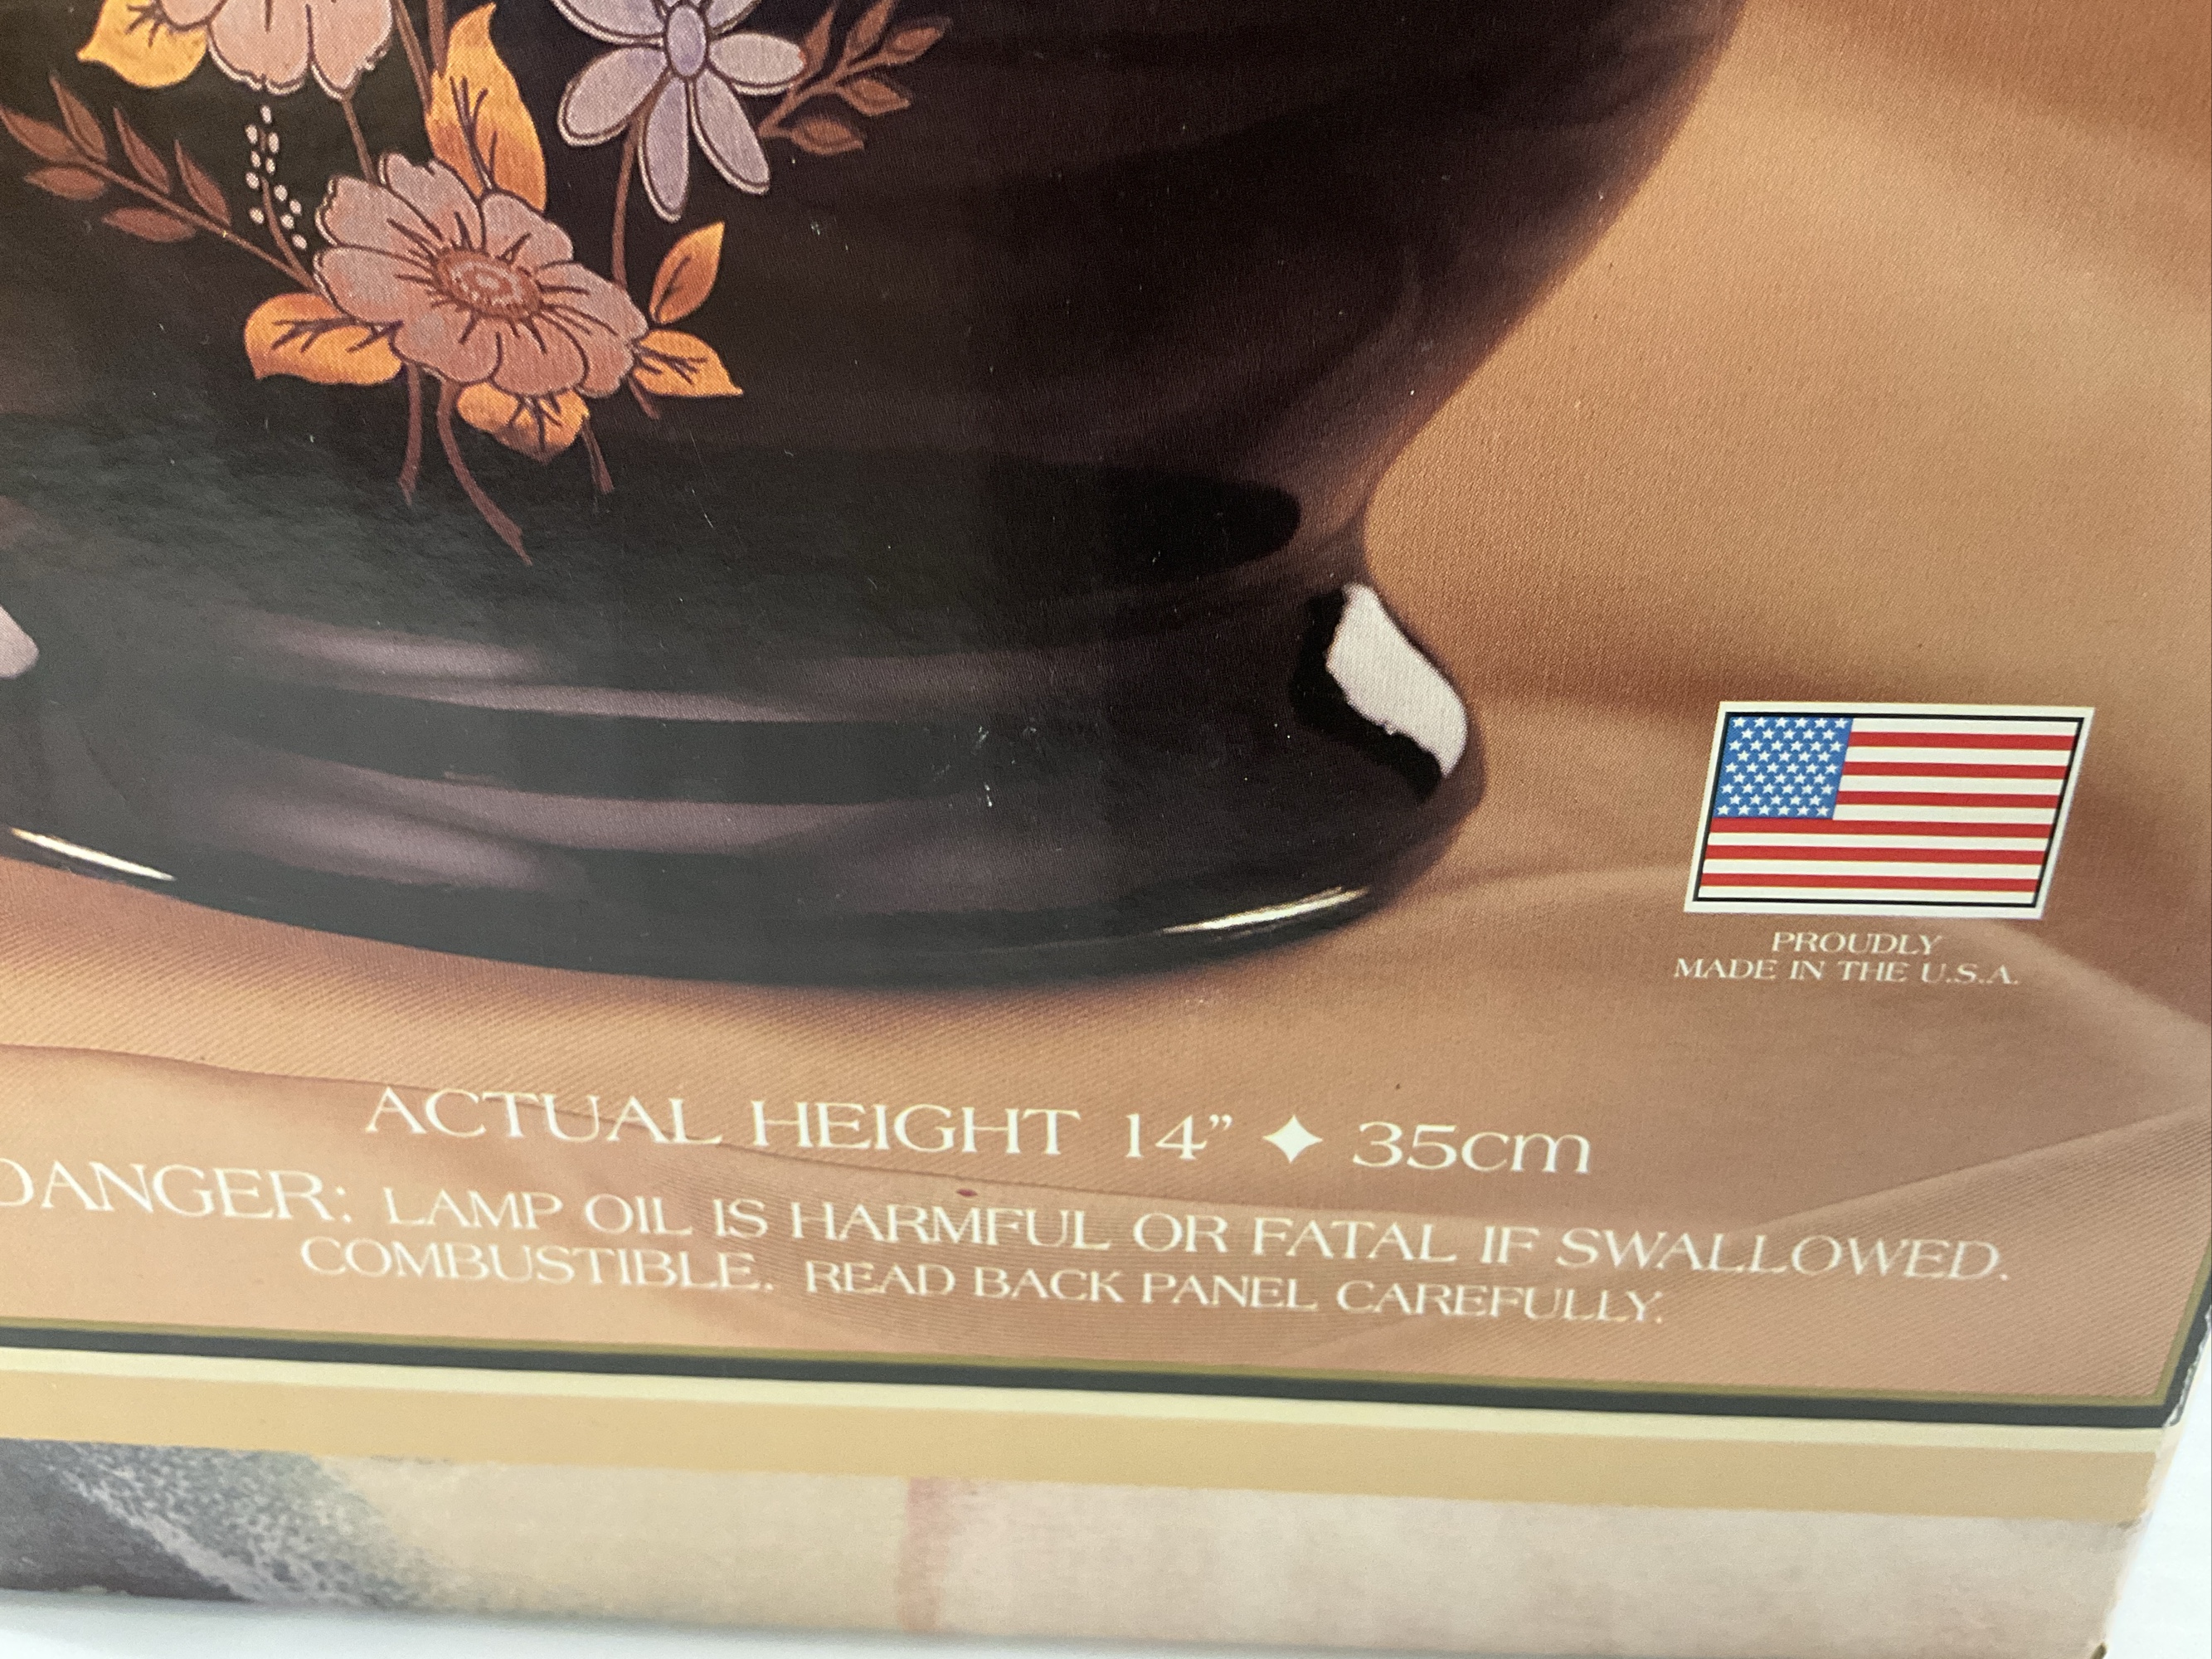 PROUDLY
MADE IN THE U.S.A.
ACTUAL HEIGHT 14” ✦ 35cm
DANGER: LAMP OIL IS HARMFUL OR FATAL IF SWALLOWED.
COMBUSTIBLE. READ BACK PANEL CAREFULLY.